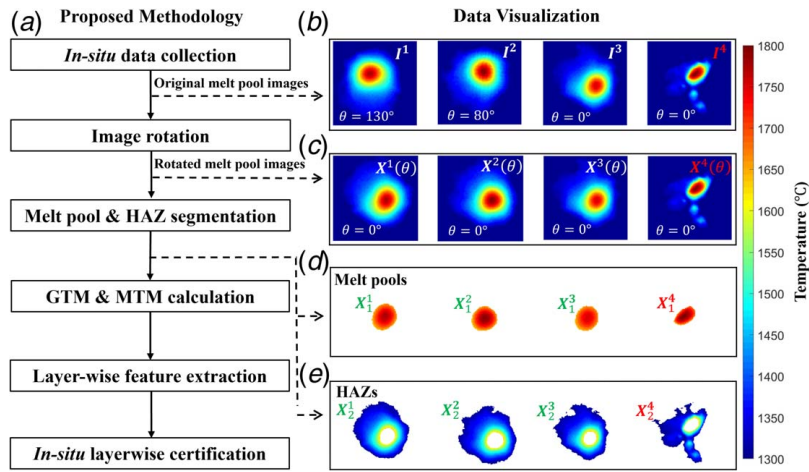 (a) Proposed Methodology
In-situ data collection
Original melt pool images
Image rotation
Rotated melt pool images
Melt pool & HAZ segmentation
GTM & MTM calculation
Layer-wise feature extraction
In-situ layerwise certification
(b) Data Visualization
I¹ I² I³ I⁴
θ = 130° θ = 80° θ = 0° θ = 0°
(c)
X¹(θ) X²(θ) X³(θ) X⁴(θ)
θ = 0° θ = 0° θ = 0° θ = 0°
(d)
Melt pools
X₁¹ X₁² X₁³ X₁⁴
(e)
HAZs
X₂¹ X₂² X₂³ X₂⁴
1800
1750
1700
1650
1600
1550
1500
1450
1400
1350
1300
Temperature (°C)